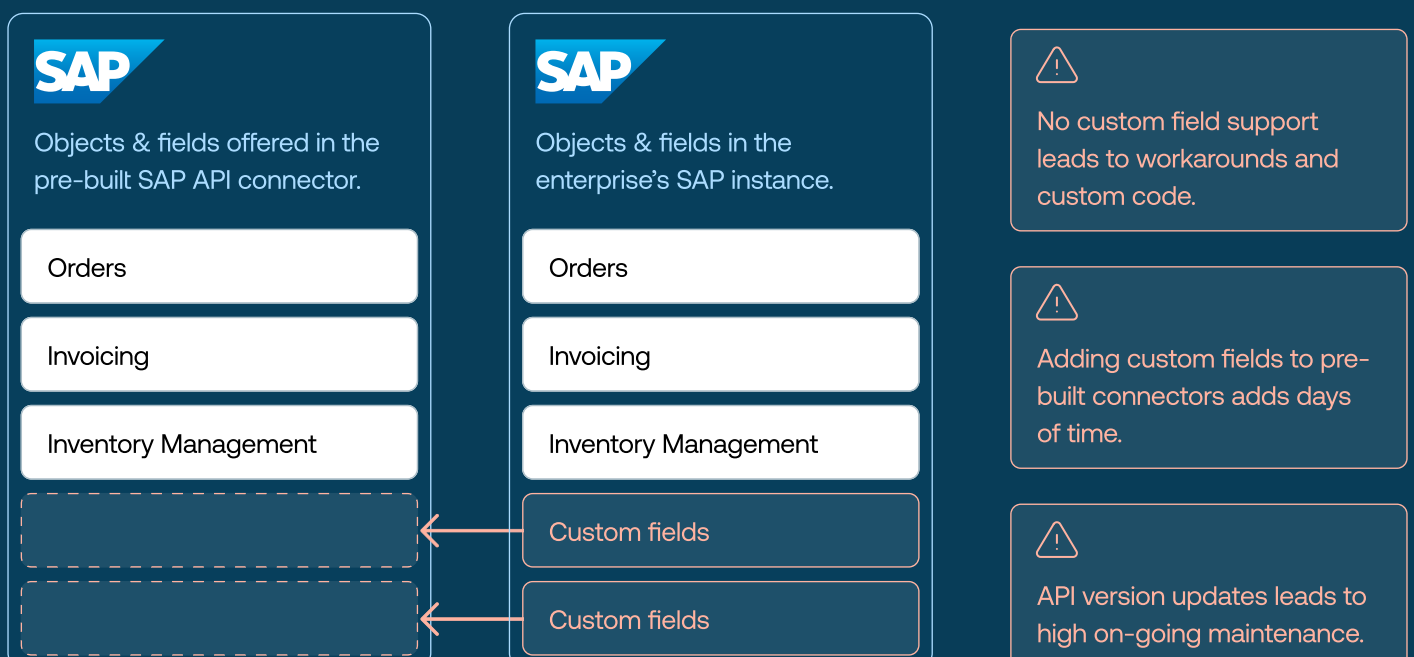 SAP
Objects & fields offered in the
pre-built SAP API connector.
Orders
Invoicing
Inventory Management
SAP
Objects & fields in the
enterprise’s SAP instance.
Orders
Invoicing
Inventory Management
Custom fields
Custom fields
No custom field support
leads to workarounds and
custom code.
Adding custom fields to pre-
built connectors adds days
of time.
API version updates leads to
high on-going maintenance.